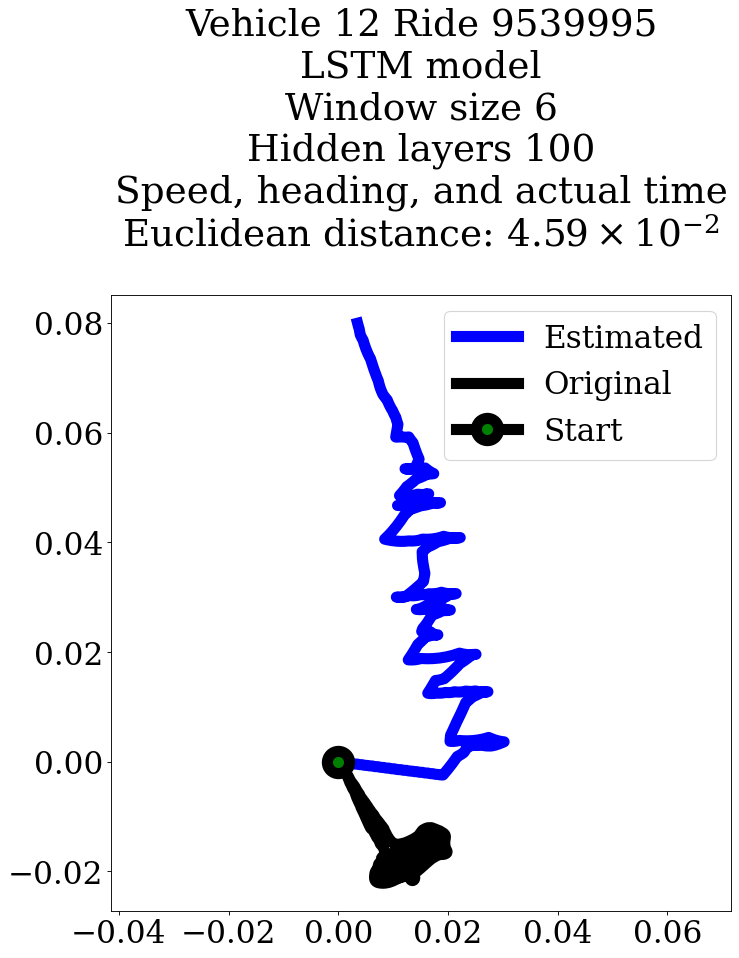 Vehicle 12 Ride 9539995
LSTM model
Window size 6
Hidden layers 100
Speed, heading, and actual time
Euclidean distance: 4.59 × 10⁻²
Estimated
Original
Start
0.08
0.06
0.04
0.02
0.00
−0.02
−0.04 −0.02 0.00 0.02 0.04 0.06